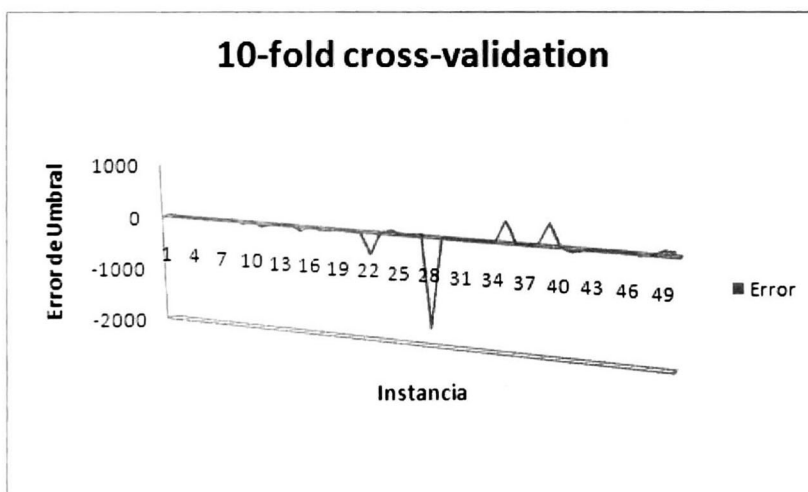 10-fold cross-validation
Error de Umbral
1000
0
-1000
-2000
1 4 7 10 13 16 19 22 25 28 31 34 37 40 43 46 49
Instancia
Error